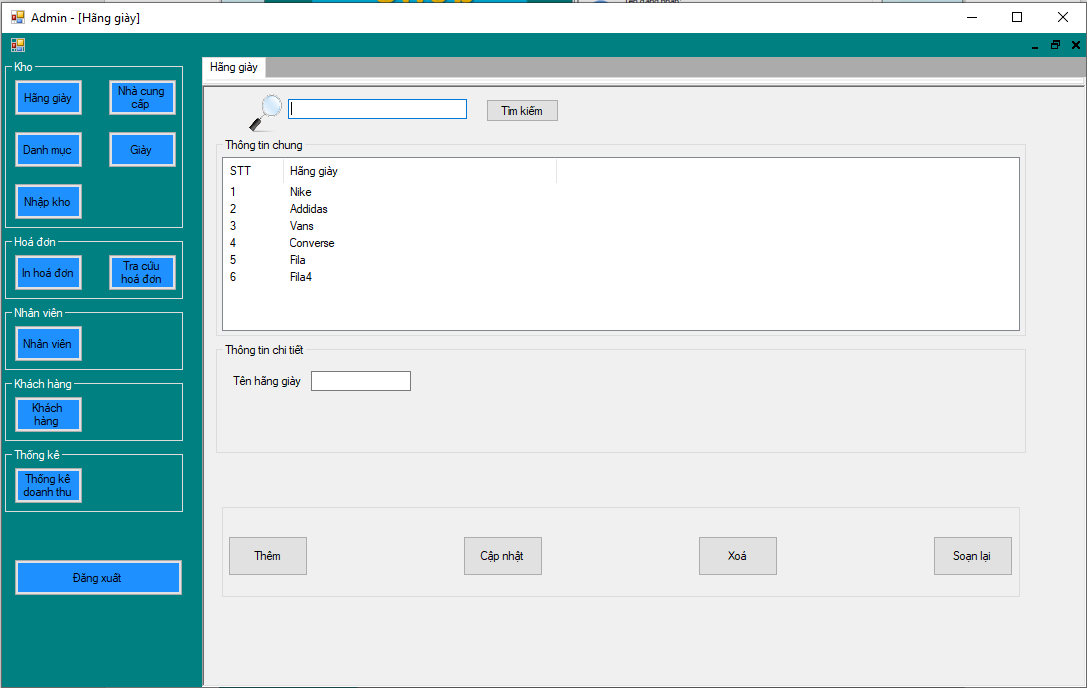 Admin - [Hãng giày]
Kho
Hãng giày
Nhà cung
cấp
Danh mục
Giày
Nhập kho
Hoá đơn
In hoá đơn
Tra cứu
hoá đơn
Nhân viên
Nhân viên
Khách hàng
Khách
hàng
Thống kê
Thống kê
doanh thu
Đăng xuất
Hãng giày
Tìm kiếm
Thông tin chung
STT Hãng giày
1 Nike
2 Addidas
3 Vans
4 Converse
5 Fila
6 Fila4
Thông tin chi tiết
Tên hãng giày
Thêm
Cập nhật
Xoá
Soạn lại